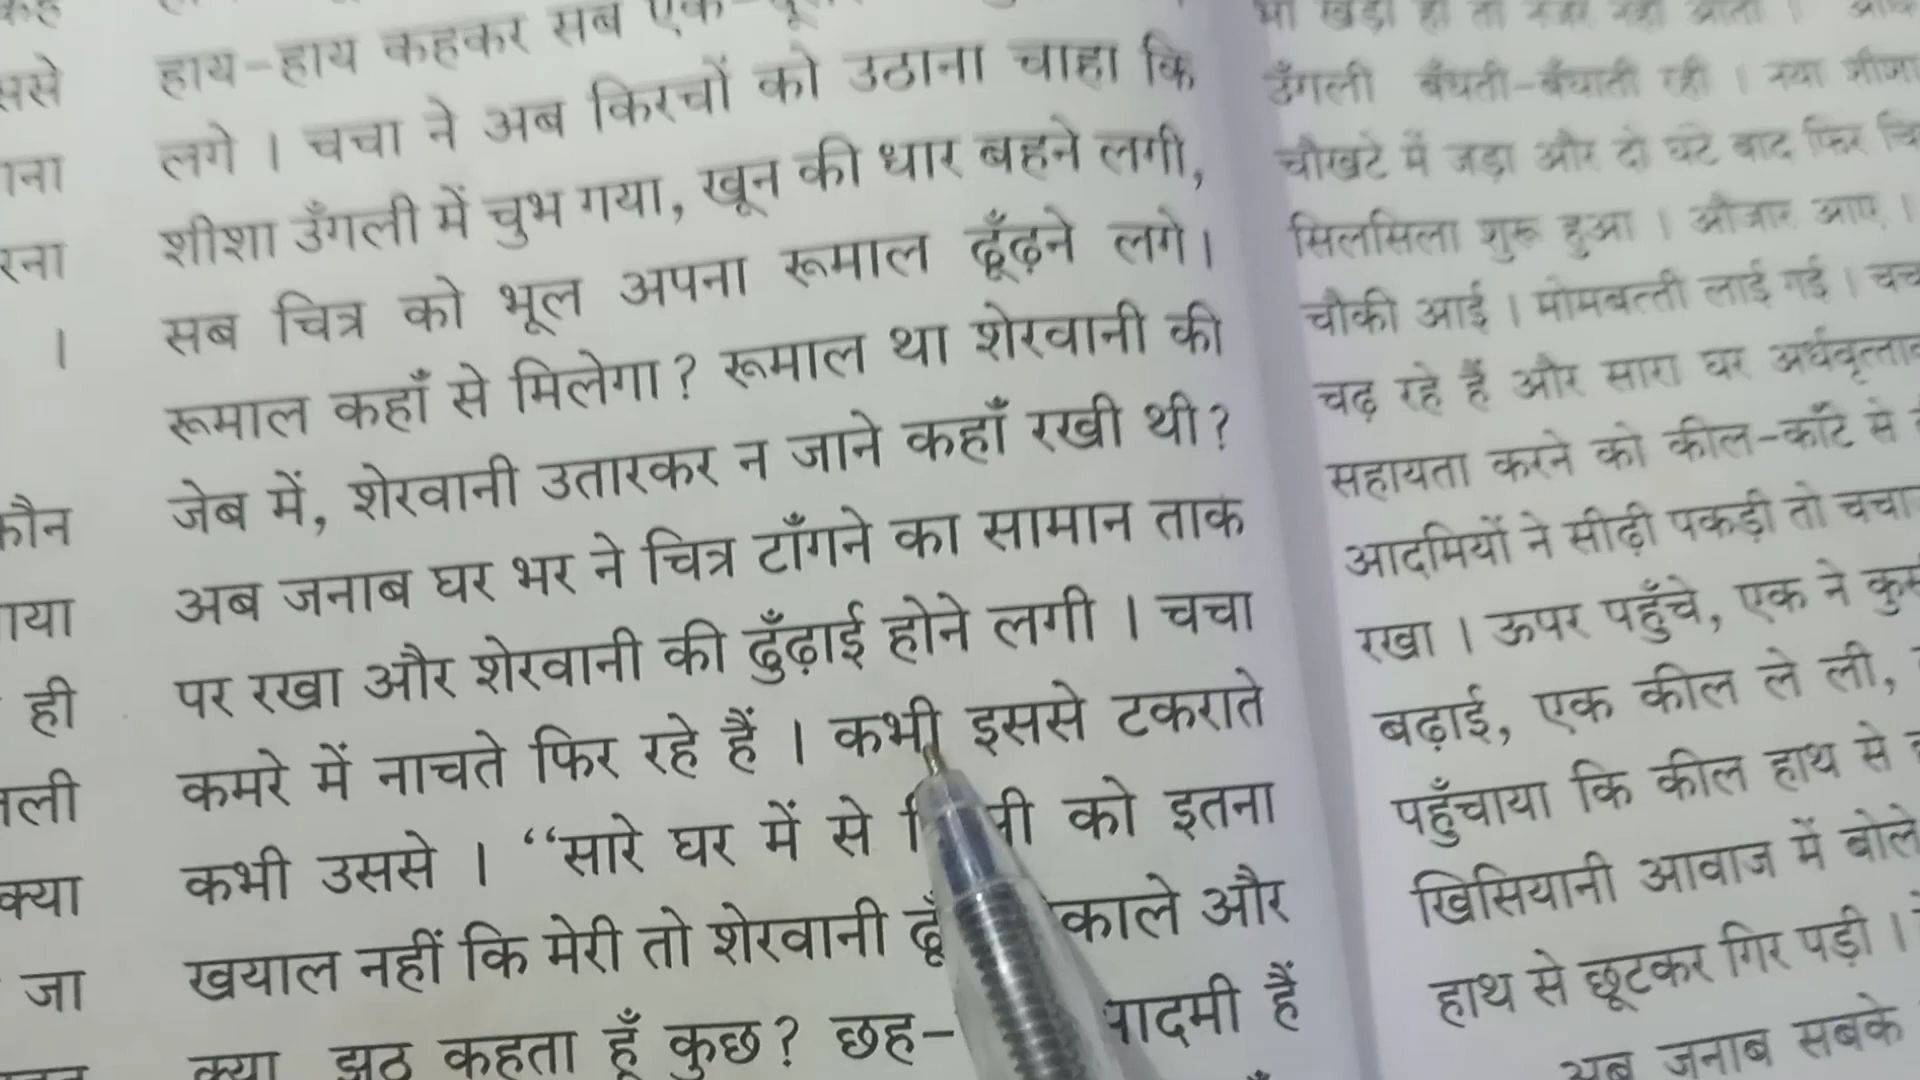 हाय-हाय कहकर सब
लगे । चचा ने अब किरचों को उठाना चाहा कि
शीशा उँगली में चुभ गया, खून की धार बहने लगी,
सब चित्र को भूल अपना रूमाल ढूँढ़ने लगे।
रूमाल कहाँ से मिलेगा? रूमाल था शेरवानी की
जेब में, शेरवानी उतारकर न जाने कहाँ रखी थी?
अब जनाब घर भर ने चित्र टाँगने का सामान ताक
पर रखा और शेरवानी की ढुँढ़ाई होने लगी । चचा
कमरे में नाचते फिर रहे हैं । कभी इससे टकराते
कभी उससे । “सारे घर में से को इतना
खयाल नहीं कि मेरी तो शेरवानी और
क्या झूठ कहता हूँ कुछ? छह- हैं
उँगली बँधती-बँधाती रही । नया
चौखटे में जड़ा और दो घंटे बाद फिर
सिलसिला शुरू हुआ । औजार आए ।
चौकी आई । मोमबत्ती लाई गई ।
चढ़ रहे हैं और सारा घर
सहायता करने को कील-काँटे से
आदमियों ने सीढ़ी पकड़ी तो चचा
रखा । ऊपर पहुँचे, एक ने
बढ़ाई, एक कील ले ली,
पहुँचाया कि कील हाथ से
खिसियानी आवाज में बोले
हाथ से छूटकर गिर पड़ी ।
अब जनाब सबके
ही
क्या
जा